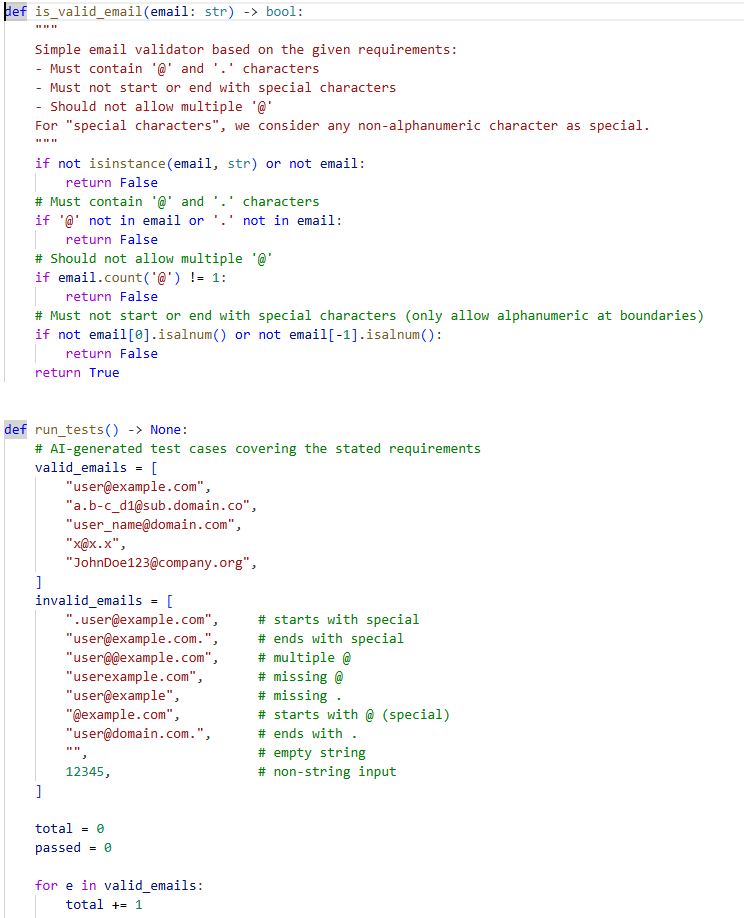 def is_valid_email(email: str) -> bool:
    """
    Simple email validator based on the given requirements:
    - Must contain '@' and '.' characters
    - Must not start or end with special characters
    - Should not allow multiple '@'
    For "special characters", we consider any non-alphanumeric character as special.
    """
    if not isinstance(email, str) or not email:
        return False
    # Must contain '@' and '.' characters
    if '@' not in email or '.' not in email:
        return False
    # Should not allow multiple '@'
    if email.count('@') != 1:
        return False
    # Must not start or end with special characters (only allow alphanumeric at boundaries)
    if not email[0].isalnum() or not email[-1].isalnum():
        return False
    return True


def run_tests() -> None:
    # AI-generated test cases covering the stated requirements
    valid_emails = [
        "user@example.com",
        "a.b-c_d1@sub.domain.co",
        "user_name@domain.com",
        "x@x.x",
        "JohnDoe123@company.org",
    ]
    invalid_emails = [
        ".user@example.com",     # starts with special
        "user@example.com.",     # ends with special
        "user@@example.com",     # multiple @
        "userexample.com",       # missing @
        "user@example",          # missing .
        "@example.com",          # starts with @ (special)
        "user@domain.com.",      # ends with .
        "",                      # empty string
        12345,                   # non-string input
    ]

    total = 0
    passed = 0

    for e in valid_emails:
        total += 1